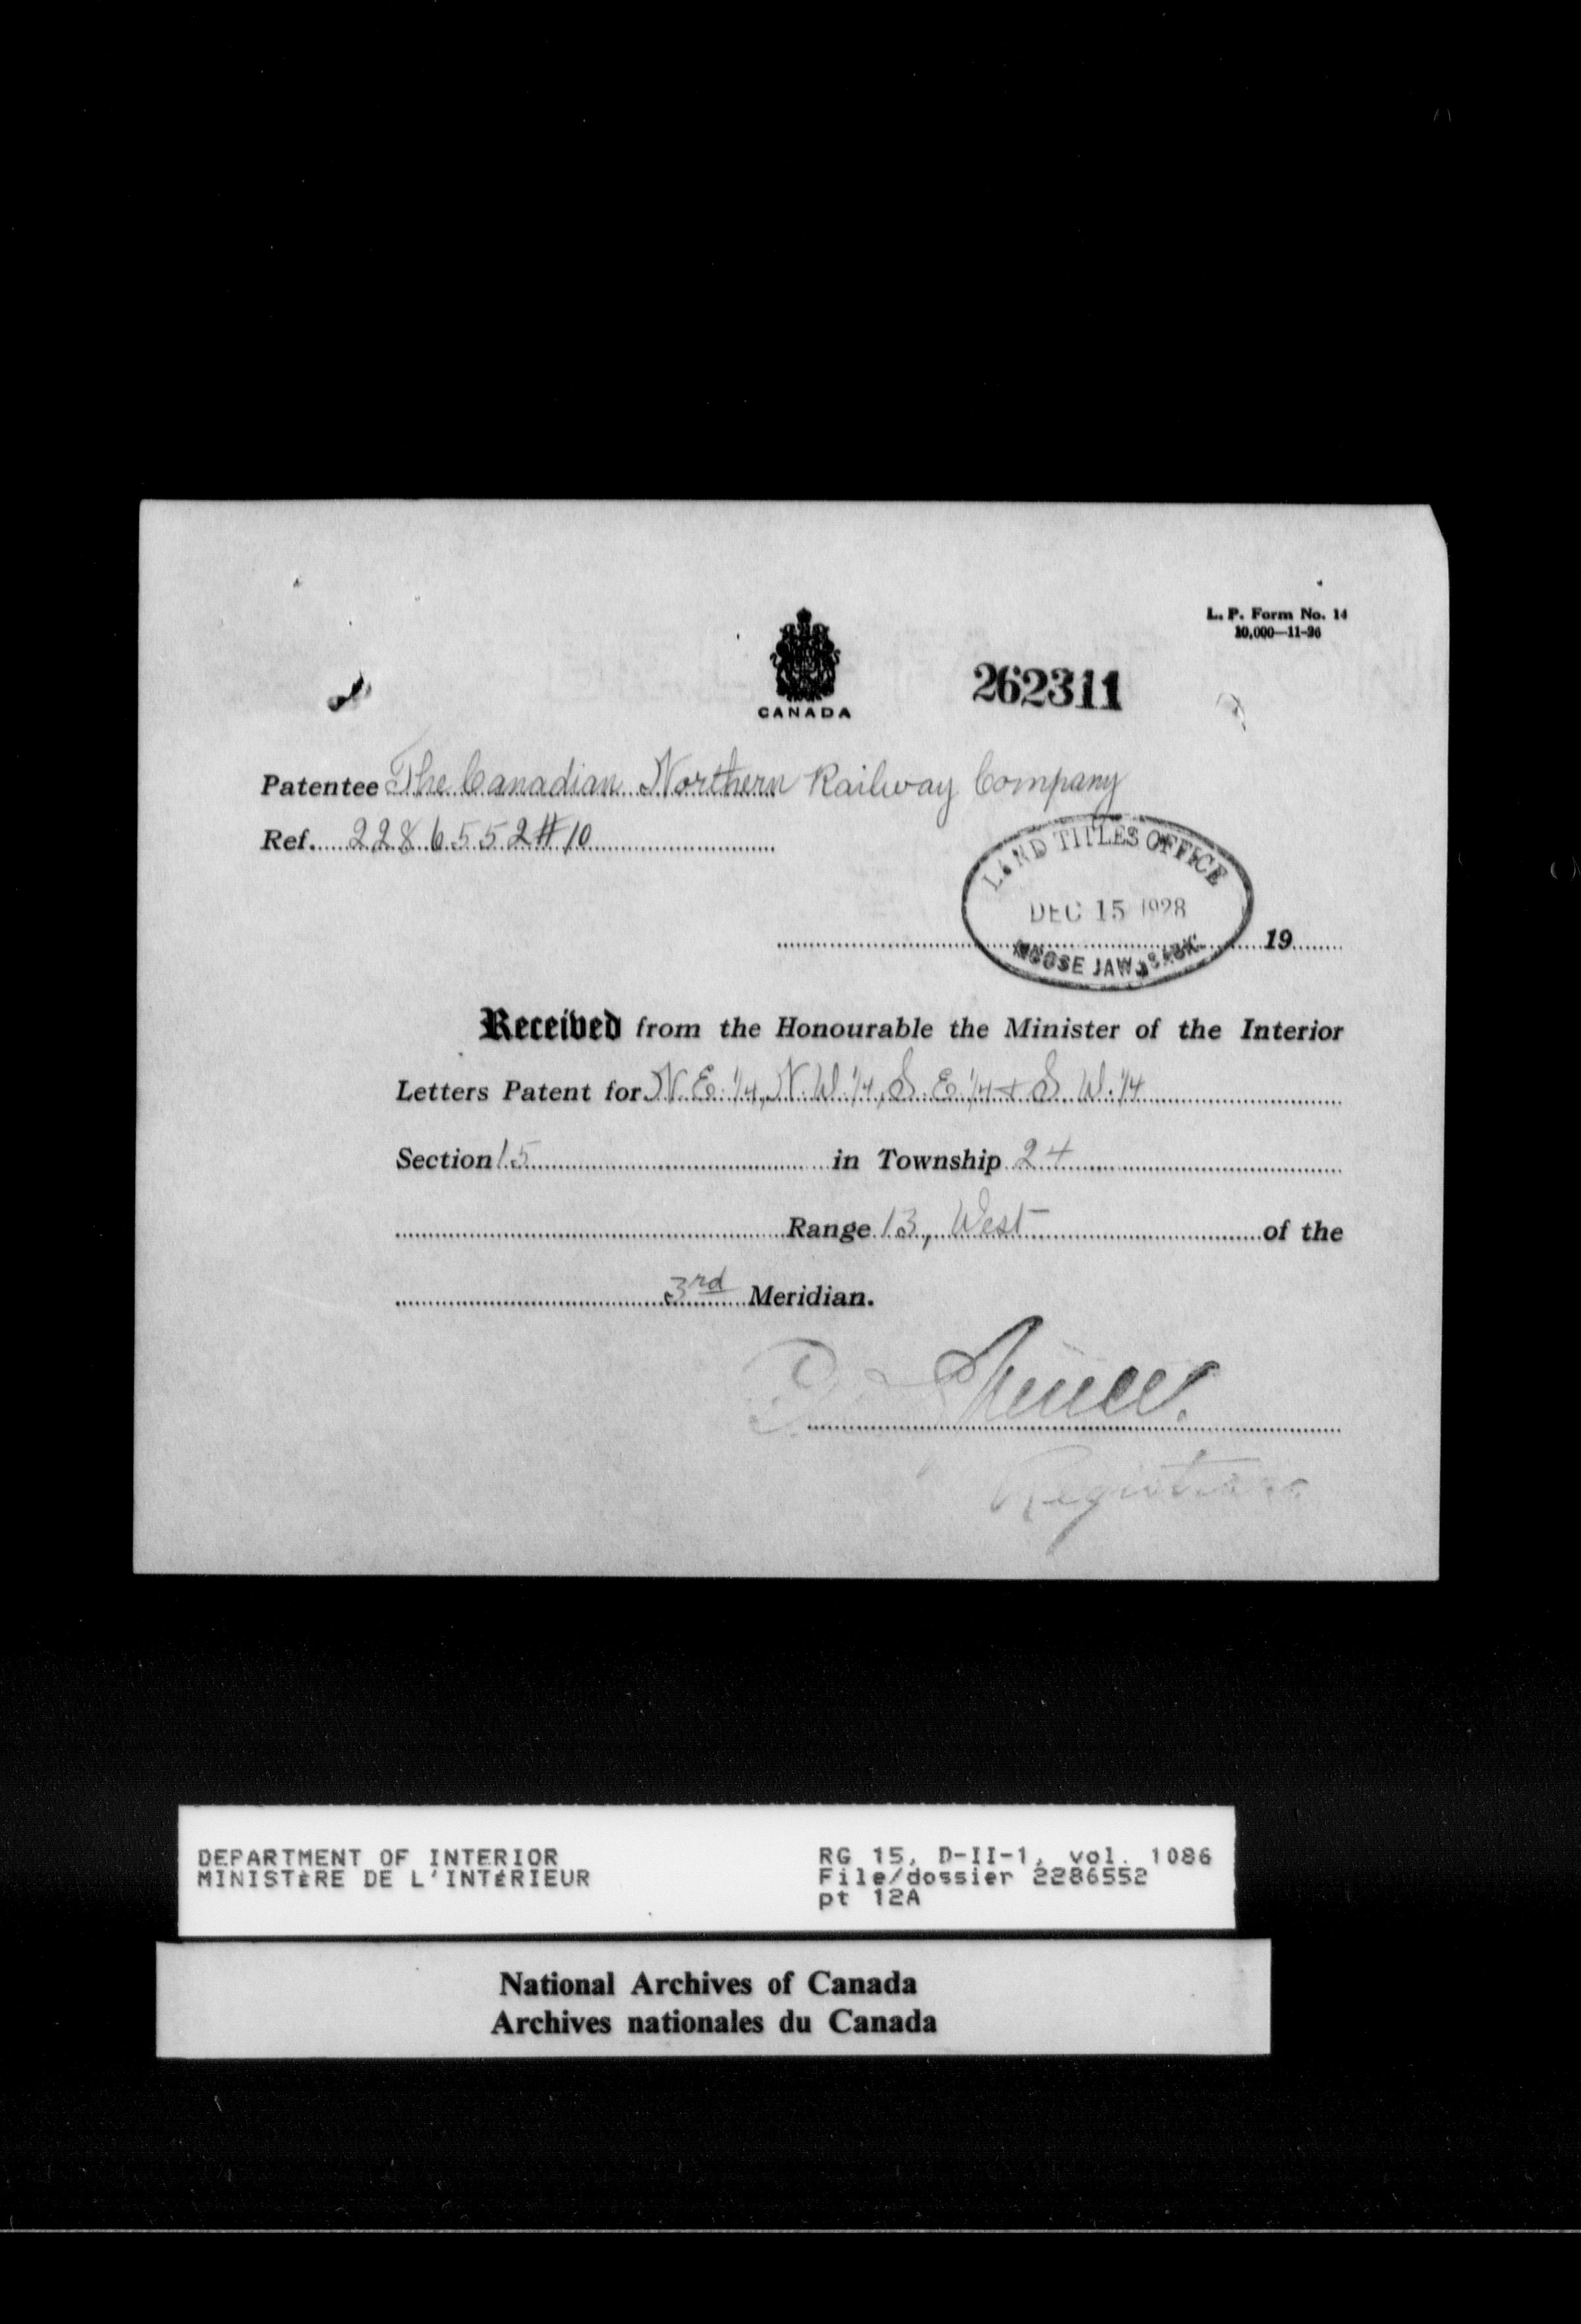 L. P. Form No. 14
10,000—11-26
CANADA
262311
Patentee The Canadian Northern Railway Company
Ref. 2286552 # 10
LAND TITLES OFFICE
DEC 15 1928
MOOSE JAW, SASK.
19
Received from the Honourable the Minister of the Interior
Letters Patent for N.E. 1/4, N.W. 1/4, S.E. 1/4 + S.W. 1/4
Section 15 in Township 24
Range 13, West of the
3rd Meridian.
Registrar
DEPARTMENT OF INTERIOR
MINISTÈRE DE L'INTÉRIEUR
RG 15, D-II-1, vol. 1086
File/dossier 2286552
pt 12A
National Archives of Canada
Archives nationales du Canada